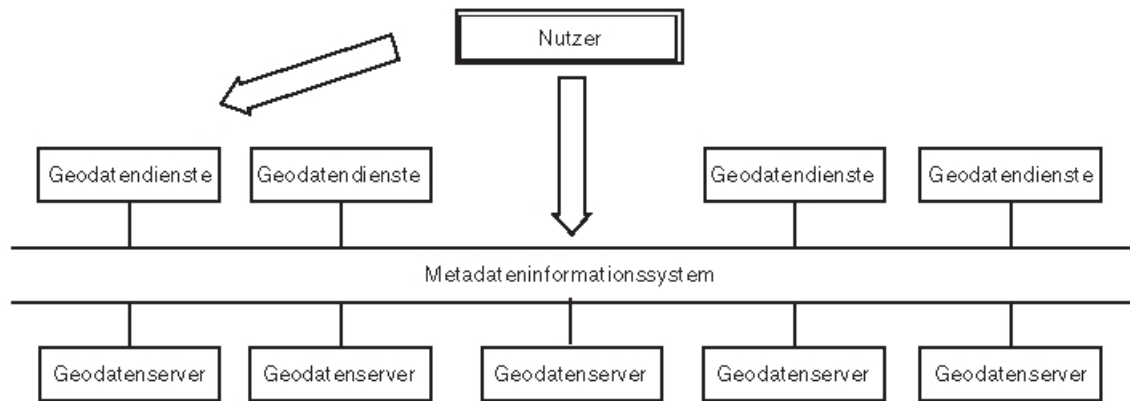 Nutzer
Geodatendienste Geodatendienste Geodatendienste Geodatendienste
Metadateninformationssystem
Geodatenserver Geodatenserver Geodatenserver Geodatenserver Geodatenserver